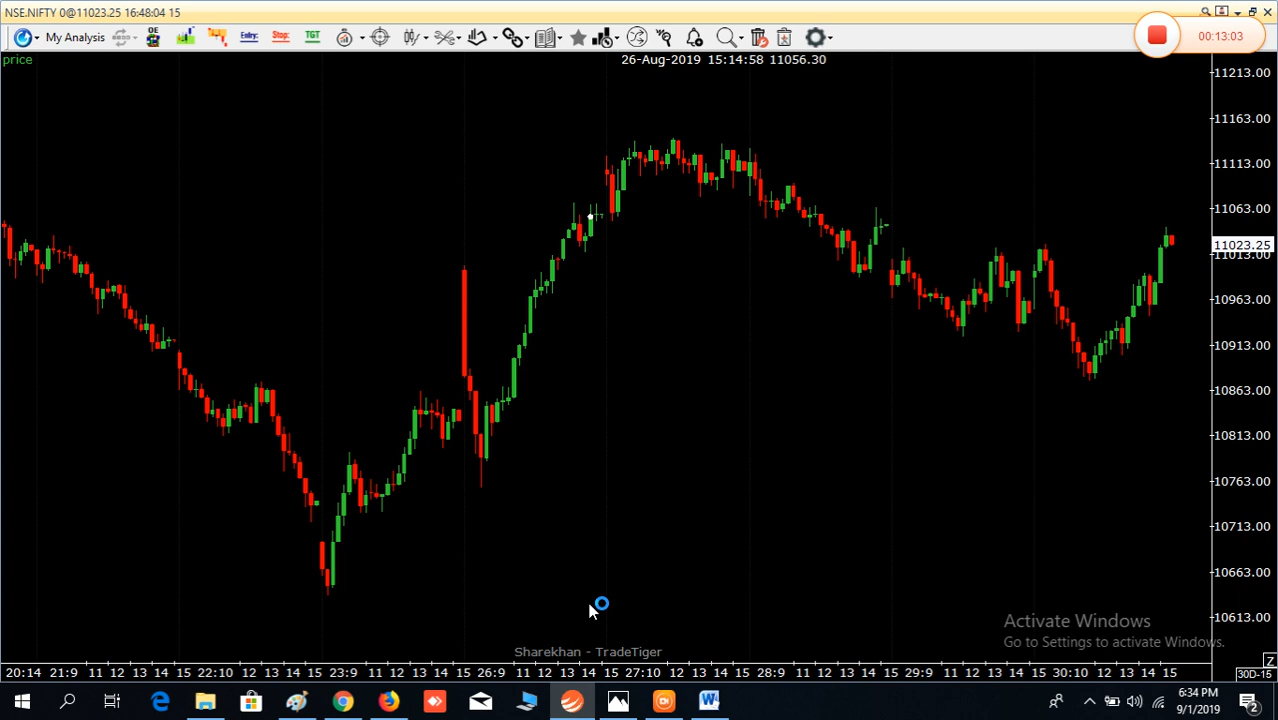 NSE.NIFTY 0@11023.25 16:48:04 15
My Analysis
OE
Entry:
Stop:
TGT
00:13:03
price
26-Aug-2019 15:14:58 11056.30
11213.00
11163.00
11113.00
11063.00
11023.25
11013.00
10963.00
10913.00
10863.00
10813.00
10763.00
10713.00
10663.00
10613.00
Activate Windows
Go to Settings to activate Windows.
Sharekhan - TradeTiger
Z
20:14 21:9 11 12 13 14 15 22:10 12 13 14 15 23:9 11 12 13 14 15 26:9 11 12 13 14 15 27:10 12 13 14 15 28:9 11 12 13 14 15 29:9 11 12 13 14 15 30:10 12 13 14 15
30D-15
6:34 PM
9/1/2019
2